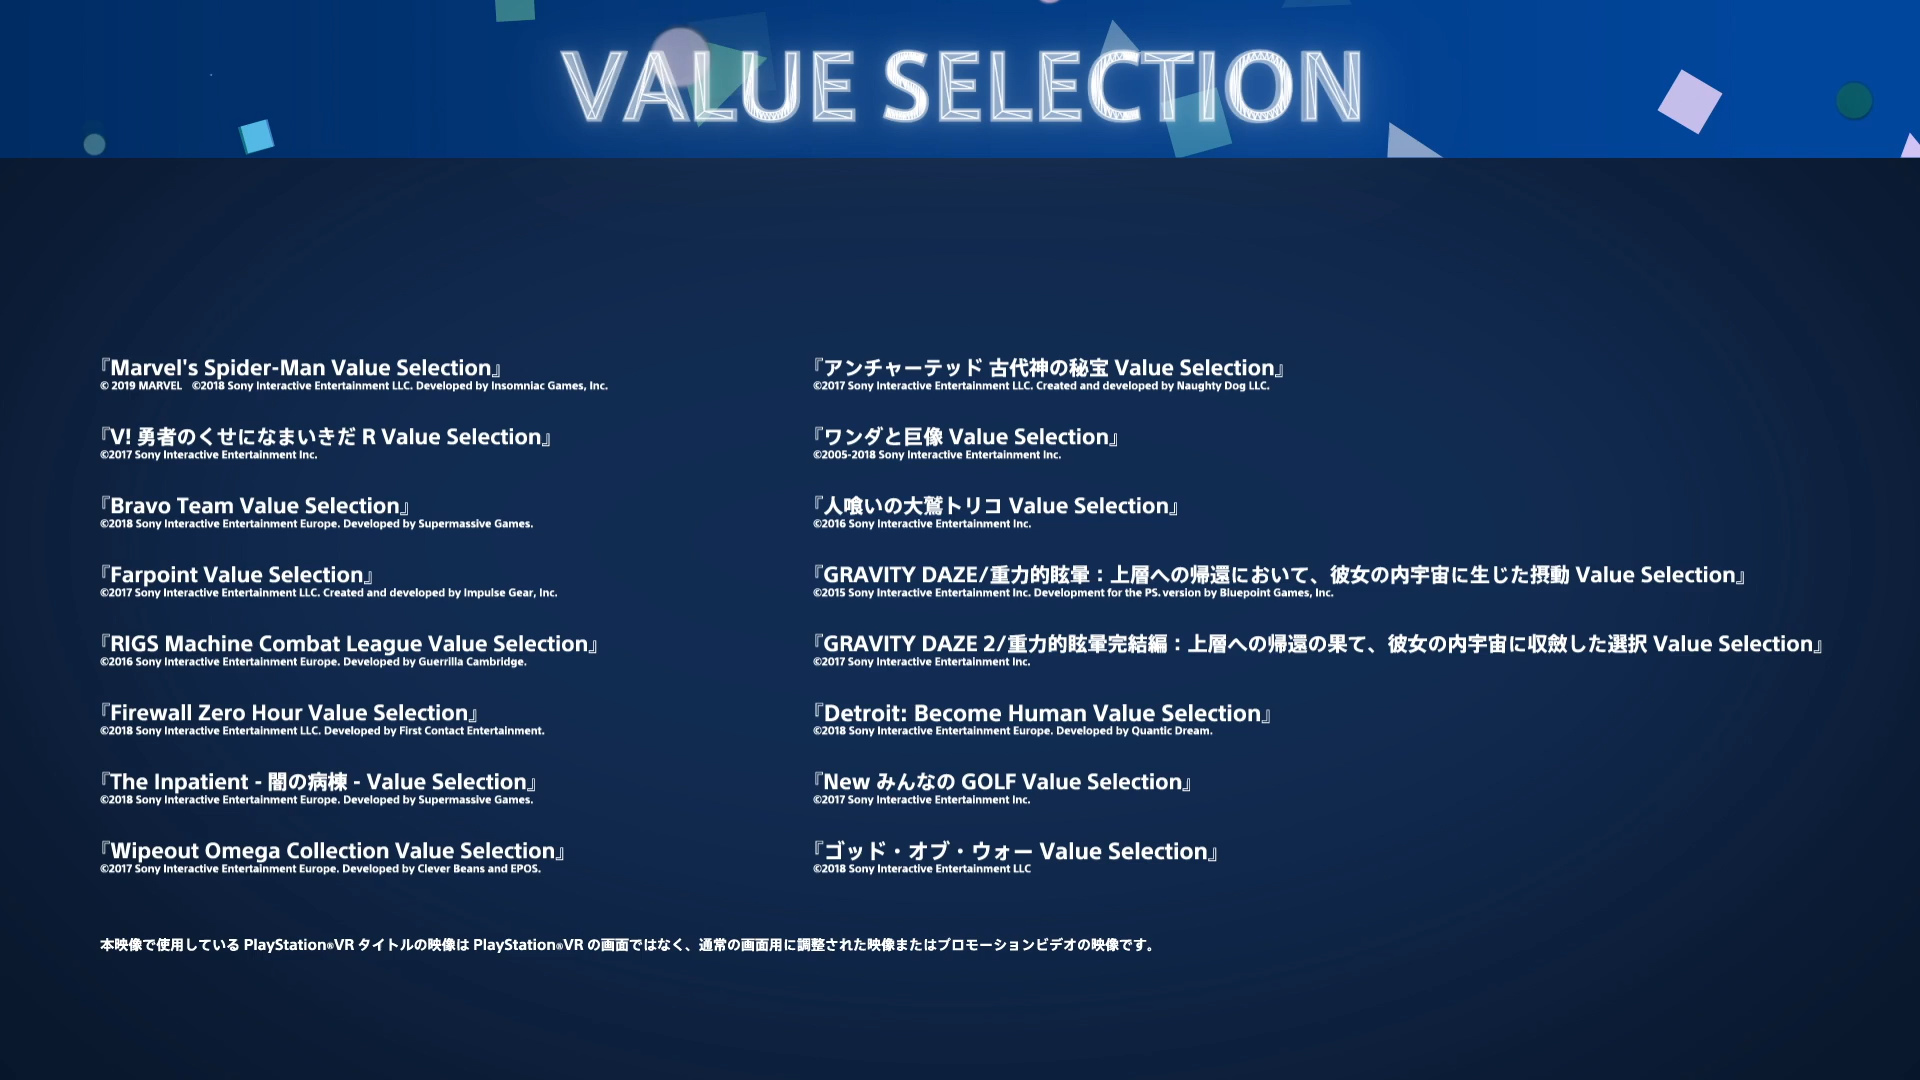 VALUE SELECTION
『Marvel's Spider-Man Value Selection』
© 2019 MARVEL ©2018 Sony Interactive Entertainment LLC. Developed by Insomniac Games, Inc.
『V! 勇者のくせになまいきだ R Value Selection』
©2017 Sony Interactive Entertainment Inc.
『Bravo Team Value Selection』
©2018 Sony Interactive Entertainment Europe. Developed by Supermassive Games.
『Farpoint Value Selection』
©2017 Sony Interactive Entertainment LLC. Created and developed by Impulse Gear, Inc.
『RIGS Machine Combat League Value Selection』
©2016 Sony Interactive Entertainment Europe. Developed by Guerrilla Cambridge.
『Firewall Zero Hour Value Selection』
©2018 Sony Interactive Entertainment LLC. Developed by First Contact Entertainment.
『The Inpatient - 闇の病棟 - Value Selection』
©2018 Sony Interactive Entertainment Europe. Developed by Supermassive Games.
『Wipeout Omega Collection Value Selection』
©2017 Sony Interactive Entertainment Europe. Developed by Clever Beans and EPOS.
『アンチャーテッド 古代神の秘宝 Value Selection』
©2017 Sony Interactive Entertainment LLC. Created and developed by Naughty Dog LLC.
『ワンダと巨像 Value Selection』
©2005-2018 Sony Interactive Entertainment Inc.
『人喰いの大鷲トリコ Value Selection』
©2016 Sony Interactive Entertainment Inc.
『GRAVITY DAZE/重力的眩暈：上層への帰還において、彼女の内宇宙に生じた摂動 Value Selection』
©2015 Sony Interactive Entertainment Inc. Development for the PS4 version by Bluepoint Games, Inc.
『GRAVITY DAZE 2/重力的眩暈完結編：上層への帰還の果て、彼女の内宇宙に収斂した選択 Value Selection』
©2017 Sony Interactive Entertainment Inc.
『Detroit: Become Human Value Selection』
©2018 Sony Interactive Entertainment Europe. Developed by Quantic Dream.
『New みんなの GOLF Value Selection』
©2017 Sony Interactive Entertainment Inc.
『ゴッド・オブ・ウォー Value Selection』
©2018 Sony Interactive Entertainment LLC
本映像で使用している PlayStation®VR タイトルの映像は PlayStation®VR の画面ではなく、通常の画面用に調整された映像またはプロモーションビデオの映像です。